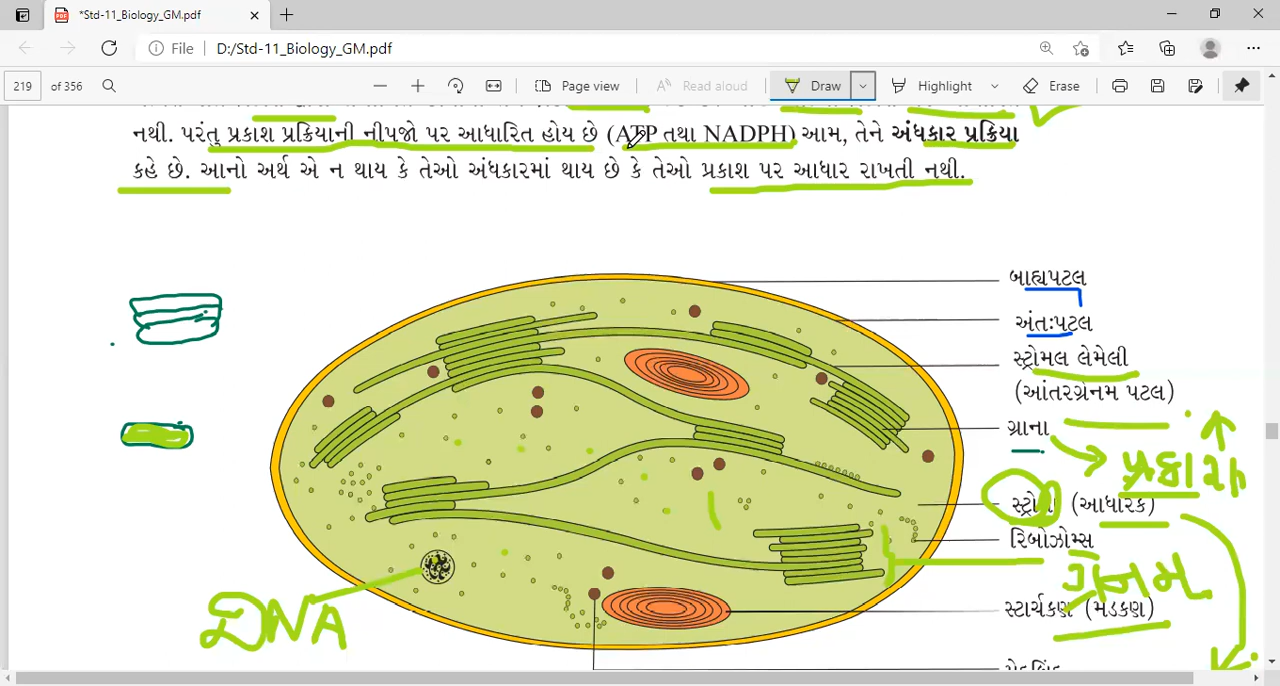 *Std-11_Biology_GM.pdf
File D:/Std-11_Biology_GM.pdf
219 of 356 Page view Read aloud Draw Highlight Erase
નથી. પરંતુ પ્રકાશ પ્રક્રિયાની નીપજો પર આધારિત હોય છે (ATP તથા NADPH) આમ, તેને અંધકાર પ્રક્રિયા
કહે છે. આનો અર્થ એ ન થાય કે તેઓ અંધકારમાં થાય છે કે તેઓ પ્રકાશ પર આધાર રાખતી નથી.
બાહ્યપટલ
અંતઃપટલ
સ્ટ્રોમલ લેમેલી
(આંતરગ્રેનમ પટલ)
ગ્રાના
પ્રકાશ
સ્ટ્રોમા (આધારક)
રિબોઝોમ્સ
ગ્રેનમ
સ્ટાર્ચકણ (મંડકણ)
DNA